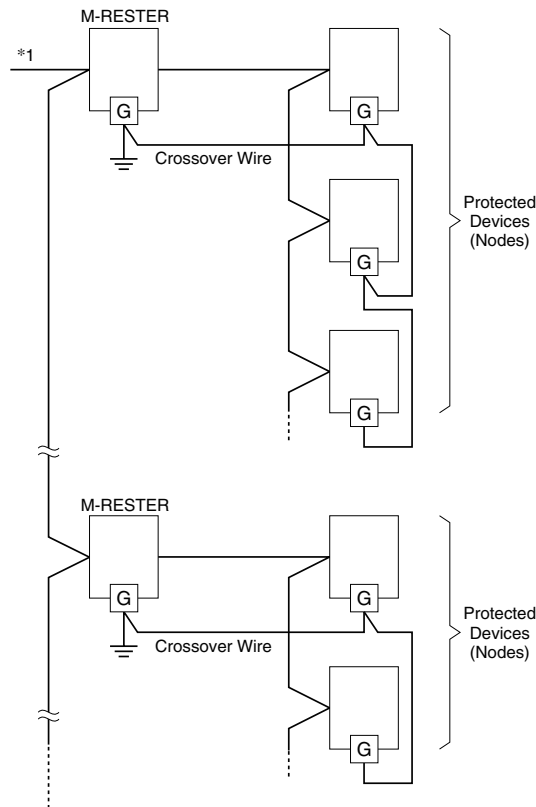 M-RESTER
*1
G
G
Crossover Wire
G
Protected
Devices
(Nodes)
G
M-RESTER
G
G
Crossover Wire
Protected
Devices
(Nodes)
G